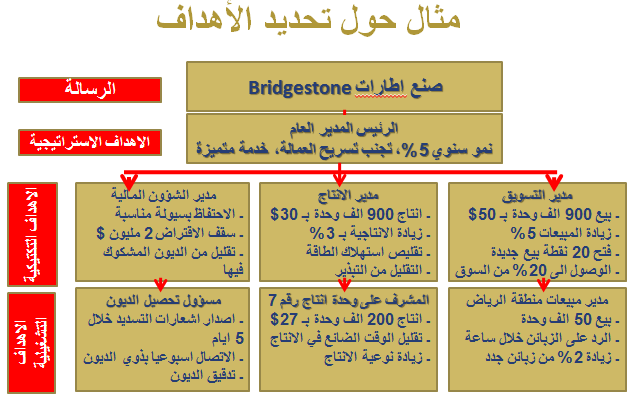 مثال حول تحديد الأهداف
الرسالة
صنع اطارات Bridgestone
الاهداف الاستراتيجية
الرئيس المدير العام
نمو سنوي 5%، تجنب تسريح العمالة، خدمة متميزة
الاهداف التكتيكية
مدير التسويق
ـ بيع 900 الف وحدة بـ 50$
ـ زيادة المبيعات 5%
ـ فتح 20 نقطة بيع جديدة
ـ الوصول الى 20% من السوق
مدير الانتاج
ـ انتاج 900 الف وحدة بـ 30$
ـ زيادة الانتاجية بـ 3%
ـ تقليص استهلاك الطاقة
ـ التقليل من التبذير
مدير الشؤون المالية
ـ الاحتفاظ بسيولة مناسبة
ـ سقف الاقتراض 2 مليون $
ـ تقليل من الديون المشكوك
فيها
الاهداف
التشغيلية
مدير مبيعات منطقة الرياض
ـ بيع 50 الف وحدة
ـ الرد على الزبائن خلال ساعة
ـ زيادة 2% من زبائن جدد
المشرف على وحدة انتاج رقم 7
ـ انتاج 200 الف وحدة بـ 27$
ـ تقليل الوقت الضائع في الانتاج
ـ زيادة نوعية الانتاج
مسؤول تحصيل الديون
ـ اصدار اشعارات التسديد خلال
5 ايام
ـ الاتصال اسبوعيا بذوي الديون
ـ تدقيق الديون